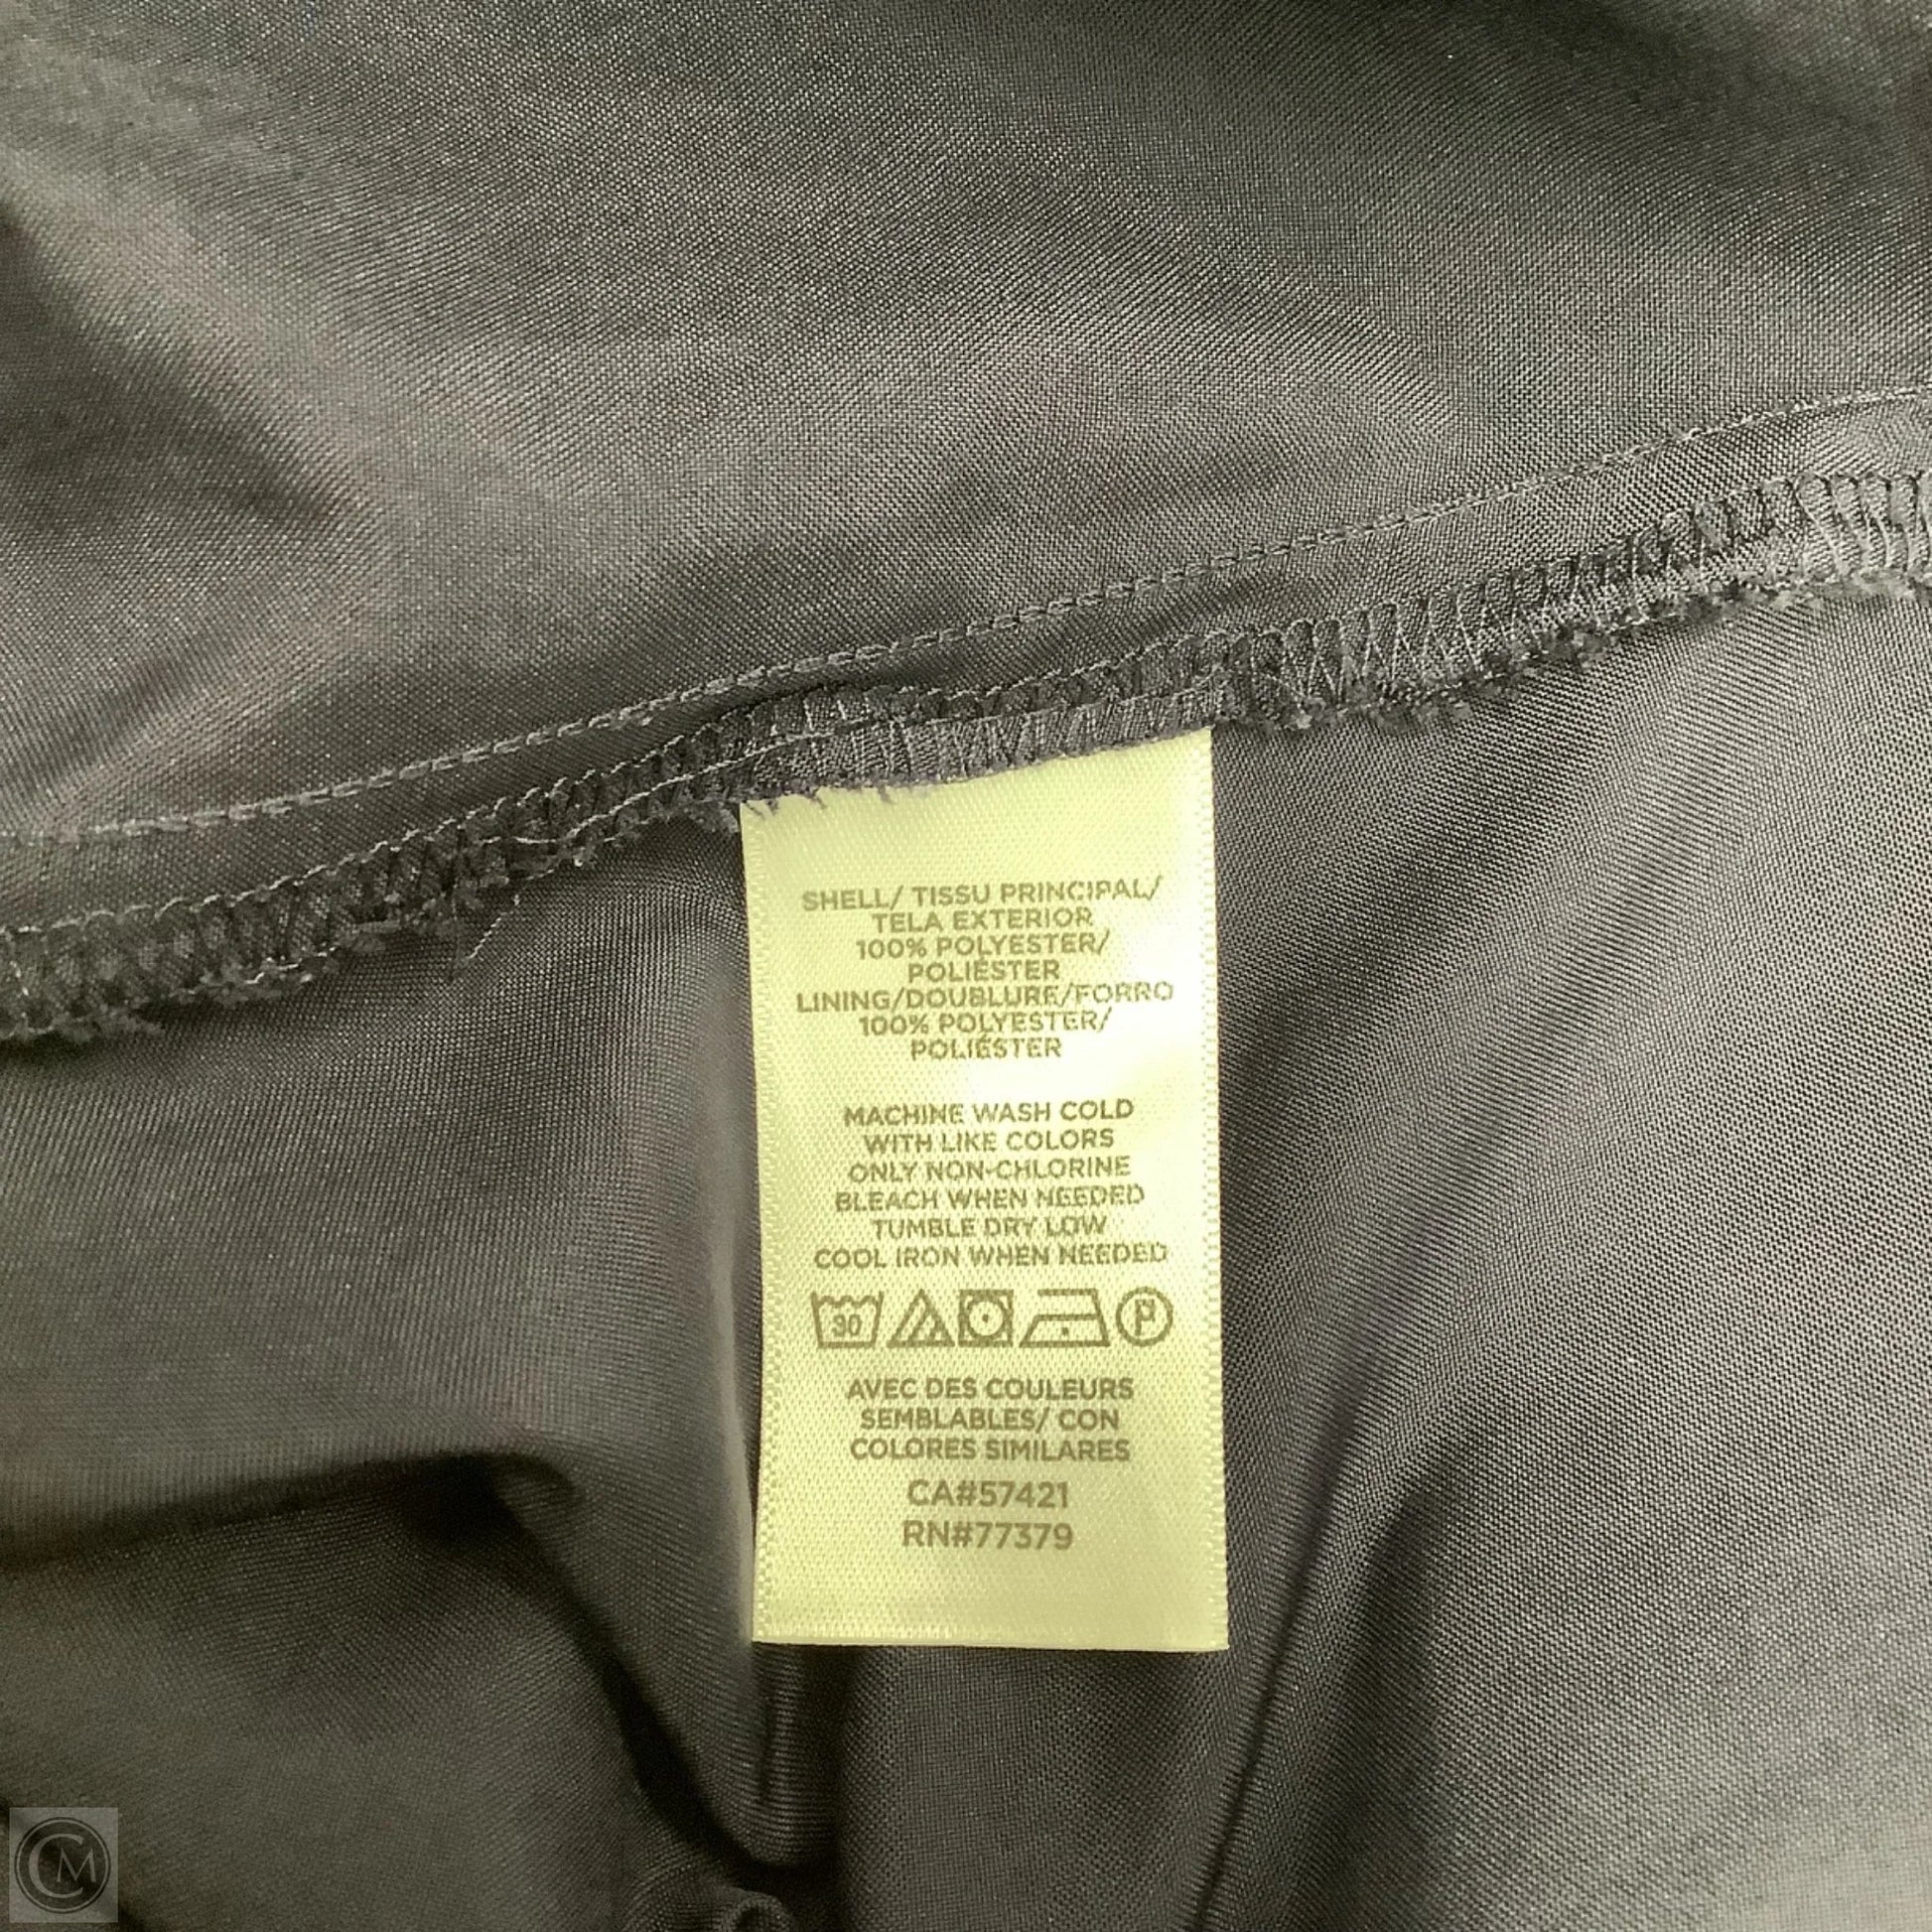 SHELL/ TISSU PRINCIPAL/
TELA EXTERIOR
100% POLYESTER/
POLIÉSTER
LINING/DOUBLURE/FORRO
100% POLYESTER/
POLIÉSTER
MACHINE WASH COLD
WITH LIKE COLORS
ONLY NON-CHLORINE
BLEACH WHEN NEEDED
TUMBLE DRY LOW
COOL IRON WHEN NEEDED
30
P
AVEC DES COULEURS
SEMBLABLES/ CON
COLORES SIMILARES
CA#57421
RN#77379
CM